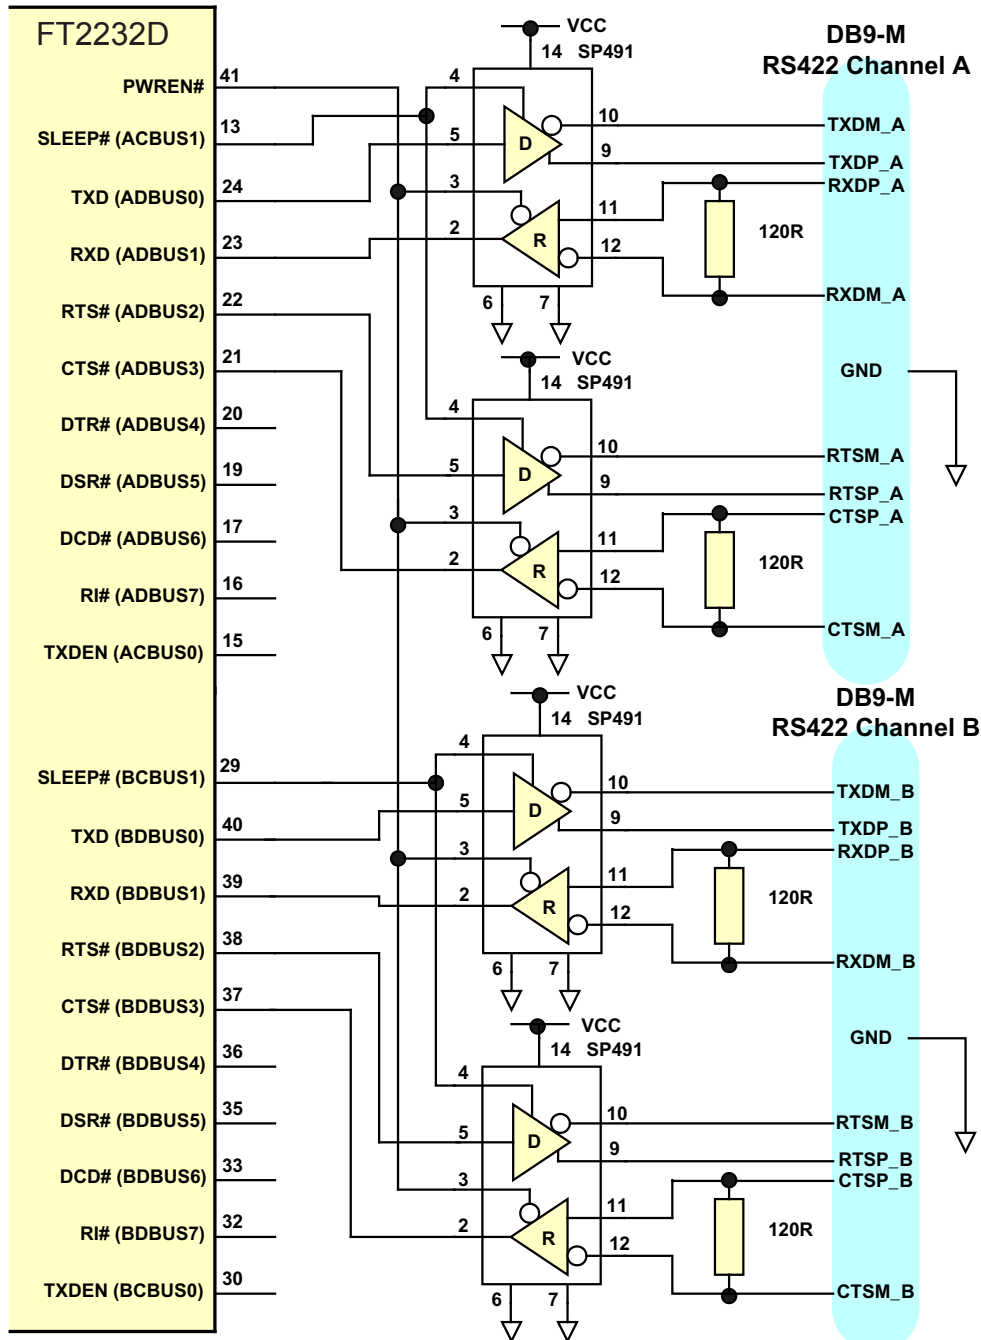 FT2232D
PWREN#
41
SLEEP# (ACBUS1)
13
TXD (ADBUS0)
24
RXD (ADBUS1)
23
RTS# (ADBUS2)
22
CTS# (ADBUS3)
21
DTR# (ADBUS4)
20
DSR# (ADBUS5)
19
DCD# (ADBUS6)
17
RI# (ADBUS7)
16
TXDEN (ACBUS0)
15
SLEEP# (BCBUS1)
29
TXD (BDBUS0)
40
RXD (BDBUS1)
39
RTS# (BDBUS2)
38
CTS# (BDBUS3)
37
DTR# (BDBUS4)
36
DSR# (BDBUS5)
35
DCD# (BDBUS6)
33
RI# (BDBUS7)
32
TXDEN (BCBUS0)
30
VCC
14 SP491
4
5
D
10
9
3
2
R
11
12
6
7
120R
VCC
14 SP491
4
5
D
10
9
3
2
R
11
12
6
7
120R
VCC
14 SP491
4
5
D
10
9
3
2
R
11
12
6
7
120R
VCC
14 SP491
4
5
D
10
9
3
2
R
11
12
6
7
120R
DB9-M
RS422 Channel A
TXDM_A
TXDP_A
RXDP_A
RXDM_A
GND
RTSM_A
RTSP_A
CTSP_A
CTSM_A
DB9-M
RS422 Channel B
TXDM_B
TXDP_B
RXDP_B
RXDM_B
GND
RTSM_B
RTSP_B
CTSP_B
CTSM_B